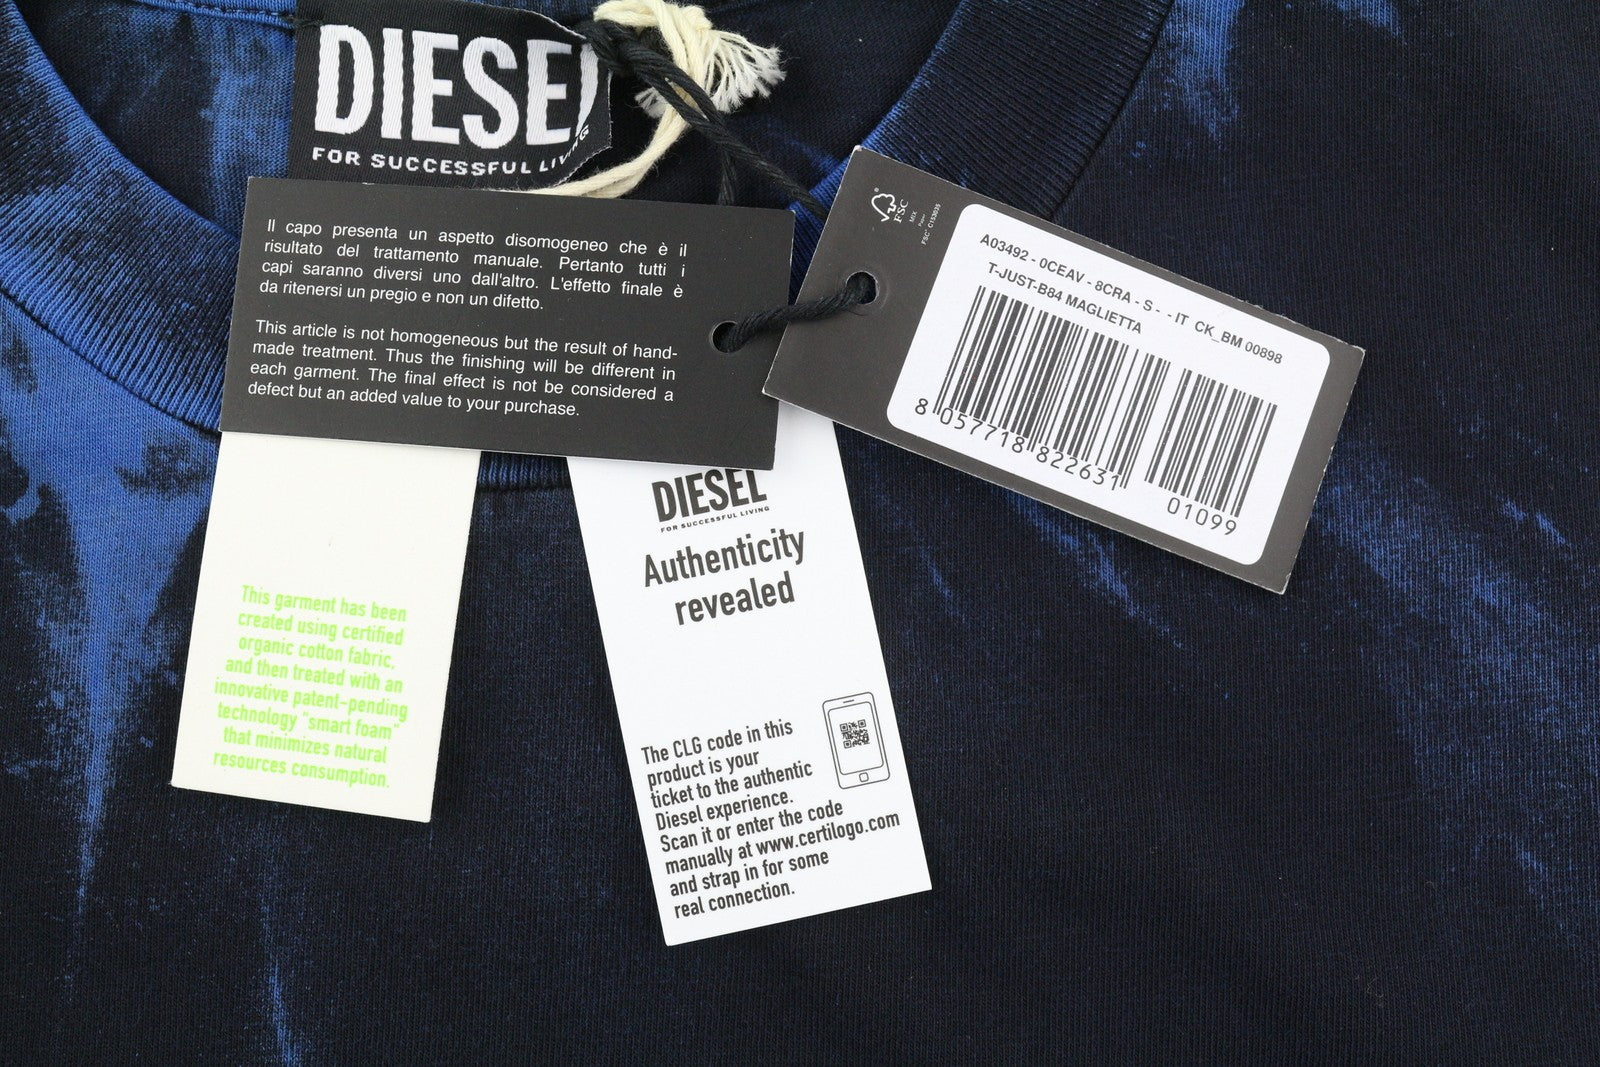 DIESEL
FOR SUCCESSFUL LIVING
Il capo presenta un aspetto disomogeneo che è il
risultato del trattamento manuale. Pertanto tutti i
capi saranno diversi uno dall'altro. L'effetto finale è
da ritenersi un pregio e non un difetto.
This article is not homogeneous but the result of hand-
made treatment. Thus the finishing will be different in
each garment. The final effect is not be considered a
defect but an added value to your purchase.
FSC
MIX
Paper
FSC® C153035
A03492 - 0CEAV - 8CRA - S - - IT CK_BM 00898
T-JUST-B84 MAGLIETTA
8 057718 822631
01099
This garment has been
created using certified
organic cotton fabric,
and then treated with an
innovative patent-pending
technology "smart foam"
that minimizes natural
resources consumption.
DIESEL
FOR SUCCESSFUL LIVING
Authenticity
revealed
The CLG code in this
product is your
ticket to the authentic
Diesel experience.
Scan it or enter the code
manually at www.certilogo.com
and strap in for some
real connection.